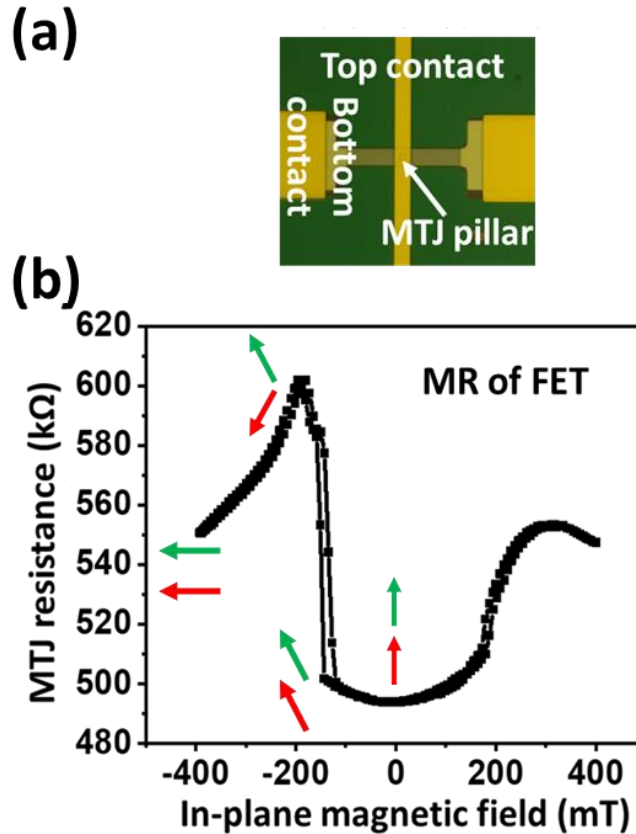 (a)
Top contact
Bottom
contact
MTJ pillar
(b)
MR of FET
MTJ resistance (kΩ)
620
600
580
560
540
520
500
480
-400
-200
0
200
400
In-plane magnetic field (mT)